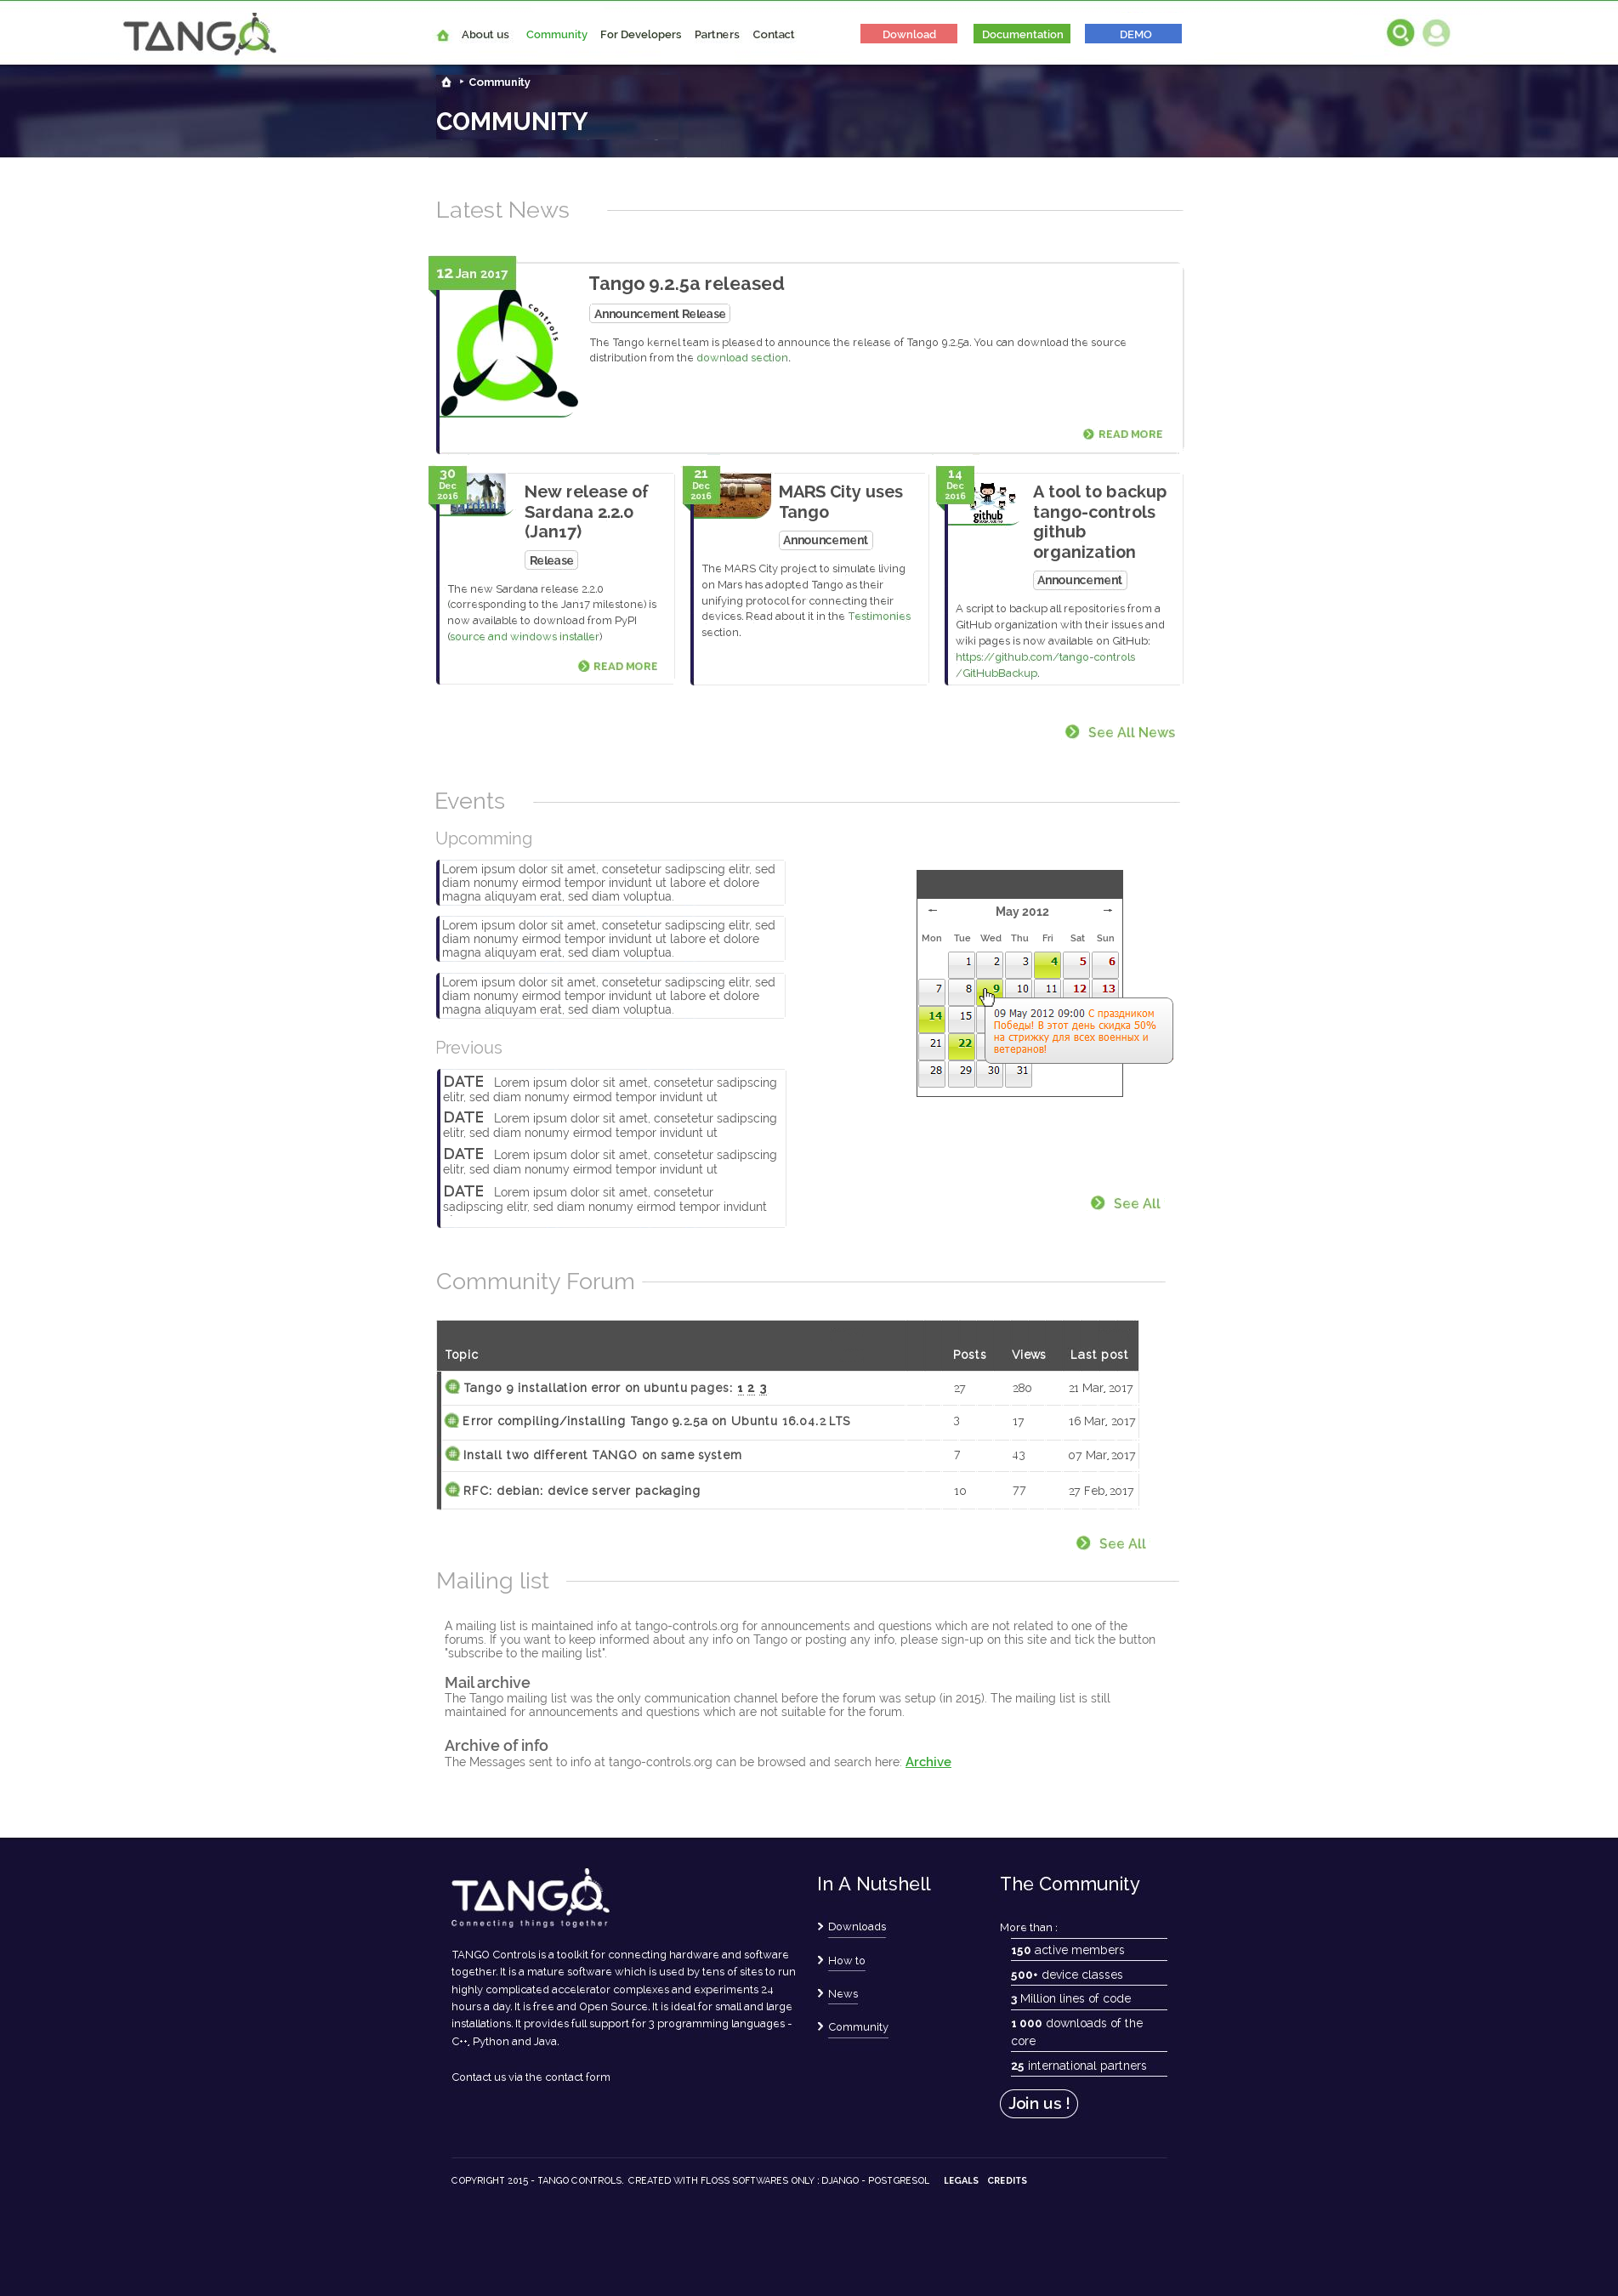 TANGO
About us
Community
For Developers
Partners
Contact
Download
Documentation
DEMO
Community
COMMUNITY
Latest News
12 Jan 2017
controls
Tango 9.2.5a released
Announcement Release
The Tango kernel team is pleased to announce the release of Tango 9.2.5a. You can download the source
distribution from the download section.
READ MORE
30
Dec
2016
sardana
New release of
Sardana 2.2.0
(Jan17)
Release
The new Sardana release 2.2.0
(corresponding to the Jan17 milestone) is
now available to download from PyPI
(source and windows installer)
READ MORE
21
Dec
2016
MARS City uses
Tango
Announcement
The MARS City project to simulate living
on Mars has adopted Tango as their
unifying protocol for connecting their
devices. Read about it in the Testimonies
section.
14
Dec
2016
github
A tool to backup
tango-controls
github
organization
Announcement
A script to backup all repositories from a
GitHub organization with their issues and
wiki pages is now available on GitHub:
https://github.com/tango-controls
/GitHubBackup.
See All News
Events
Upcomming
Lorem ipsum dolor sit amet, consetetur sadipscing elitr, sed
diam nonumy eirmod tempor invidunt ut labore et dolore
magna aliquyam erat, sed diam voluptua.
Lorem ipsum dolor sit amet, consetetur sadipscing elitr, sed
diam nonumy eirmod tempor invidunt ut labore et dolore
magna aliquyam erat, sed diam voluptua.
Lorem ipsum dolor sit amet, consetetur sadipscing elitr, sed
diam nonumy eirmod tempor invidunt ut labore et dolore
magna aliquyam erat, sed diam voluptua.
Previous
DATE Lorem ipsum dolor sit amet, consetetur sadipscing
elitr, sed diam nonumy eirmod tempor invidunt ut
DATE Lorem ipsum dolor sit amet, consetetur sadipscing
elitr, sed diam nonumy eirmod tempor invidunt ut
DATE Lorem ipsum dolor sit amet, consetetur sadipscing
elitr, sed diam nonumy eirmod tempor invidunt ut
DATE Lorem ipsum dolor sit amet, consetetur
sadipscing elitr, sed diam nonumy eirmod tempor invidunt
← May 2012 →
Mon Tue Wed Thu Fri Sat Sun
1 2 3 4 5 6
7 8 9 10 11 12 13
14 15
21 22
28 29 30 31
09 May 2012 09:00 С праздником
Победы! В этот день скидка 50%
на стрижку для всех военных и
ветеранов!
See All
Community Forum
Topic Posts Views Last post
Tango 9 installation error on ubuntu pages: 1 2 3 27 280 21 Mar, 2017
Error compiling/installing Tango 9.2.5a on Ubuntu 16.04.2 LTS 3 17 16 Mar, 2017
Install two different TANGO on same system 7 43 07 Mar, 2017
RFC: debian: device server packaging 10 77 27 Feb, 2017
See All
Mailing list
A mailing list is maintained info at tango-controls.org for announcements and questions which are not related to one of the
forums. If you want to keep informed about any info on Tango or posting any info, please sign-up on this site and tick the button
"subscribe to the mailing list".
Mail archive
The Tango mailing list was the only communication channel before the forum was setup (in 2015). The mailing list is still
maintained for announcements and questions which are not suitable for the forum.
Archive of info
The Messages sent to info at tango-controls.org can be browsed and search here: Archive
TANGO
Connecting things together
TANGO Controls is a toolkit for connecting hardware and software
together. It is a mature software which is used by tens of sites to run
highly complicated accelerator complexes and experiments 24
hours a day. It is free and Open Source. It is ideal for small and large
installations. It provides full support for 3 programming languages -
C++, Python and Java.
Contact us via the contact form
In A Nutshell
Downloads
How to
News
Community
The Community
More than :
150 active members
500+ device classes
3 Million lines of code
1 000 downloads of the
core
25 international partners
Join us !
COPYRIGHT 2015 - TANGO CONTROLS. CREATED WITH FLOSS SOFTWARES ONLY : DJANGO - POSTGRESQL LEGALS CREDITS